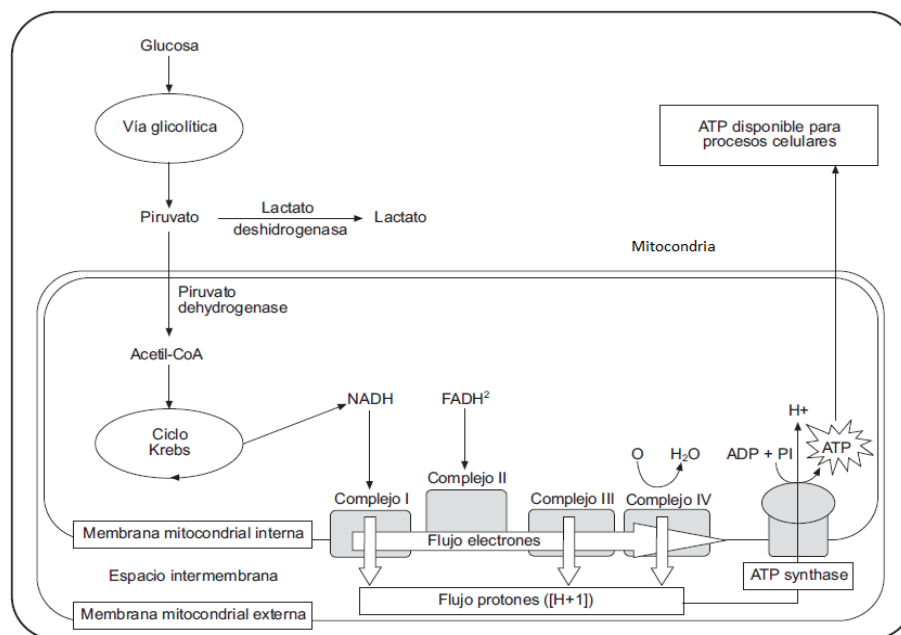 Glucosa
Vía glicolítica
ATP disponible para
procesos celulares
Piruvato
Lactato
deshidrogenasa
Lactato
Mitocondria
Piruvato
dehydrogenase
Acetil-CoA
NADH
FADH²
H+
Ciclo
Krebs
O
H₂O
ADP + PI
ATP
Complejo I
Complejo II
Complejo III
Complejo IV
Membrana mitocondrial interna
Flujo electrones
Espacio intermembrana
ATP synthase
Flujo protones ([H+1])
Membrana mitocondrial externa